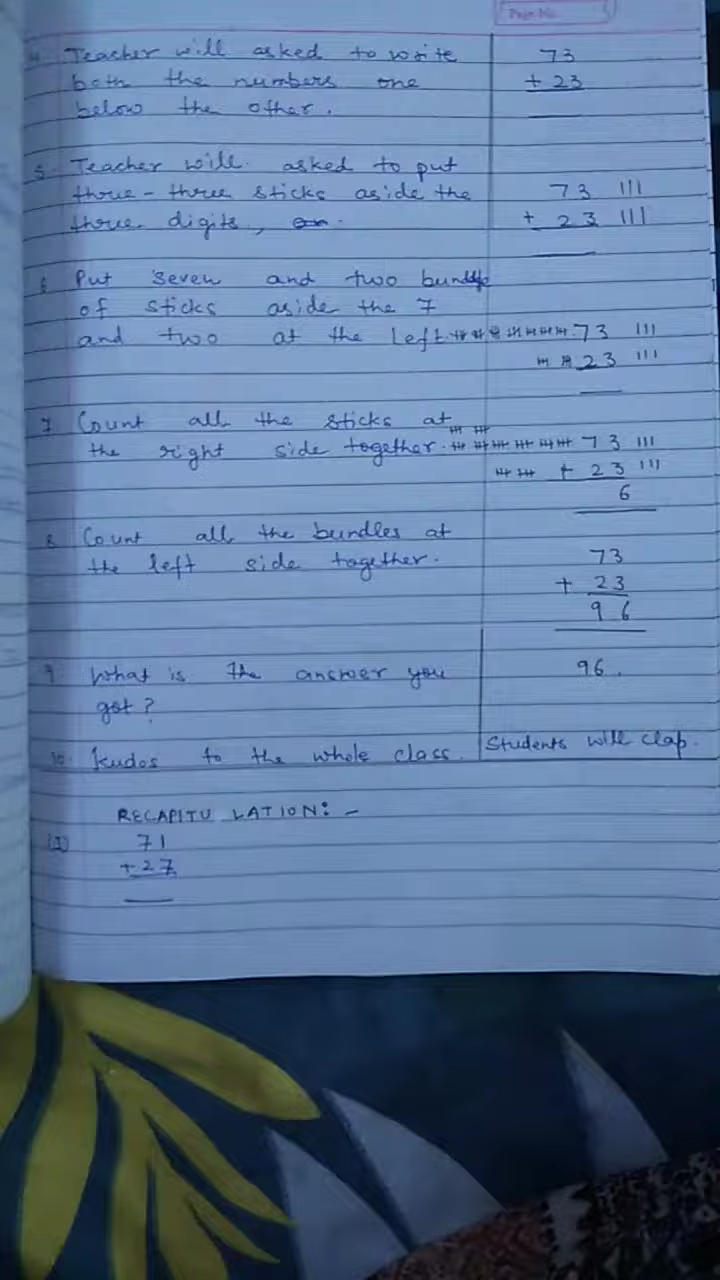 Page No.
4. Teacher will asked to write
both the numbers one
below the other.
73
+ 23
5. Teacher will asked to put
three-three sticks aside the
three digits,
73 |||
+ 23 |||
6. Put seven and two bundle
of sticks aside the 7
and two at the left.
73 |||
23 |||
7. Count all the sticks at
the right side together.
73 |||
+ 23 |||
6
8. Count all the bundles at
the left side together.
73
+ 23
96
9. What is the answer you
got?
96.
10. Kudos to the whole class.
Students will clap.
RECAPITU LATION: -
(1) 71
+ 27